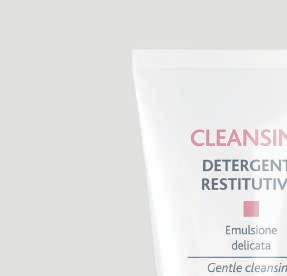 CLEANSIN
DETERGENT
RESTITUTIV
Emulsione
delicata
Gentle cleansin